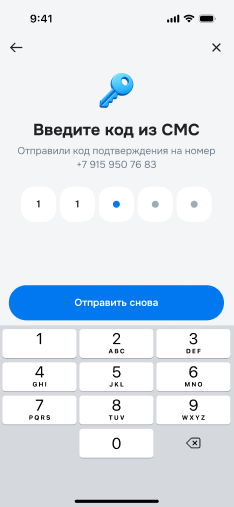 9:41
Введите код из СМС
Отправили код подтверждения на номер
+7 915 950 76 83
1 1
Отправить снова
1 2 3
ABC DEF
4 5 6
GHI JKL MNO
7 8 9
PQRS TUV WXYZ
0